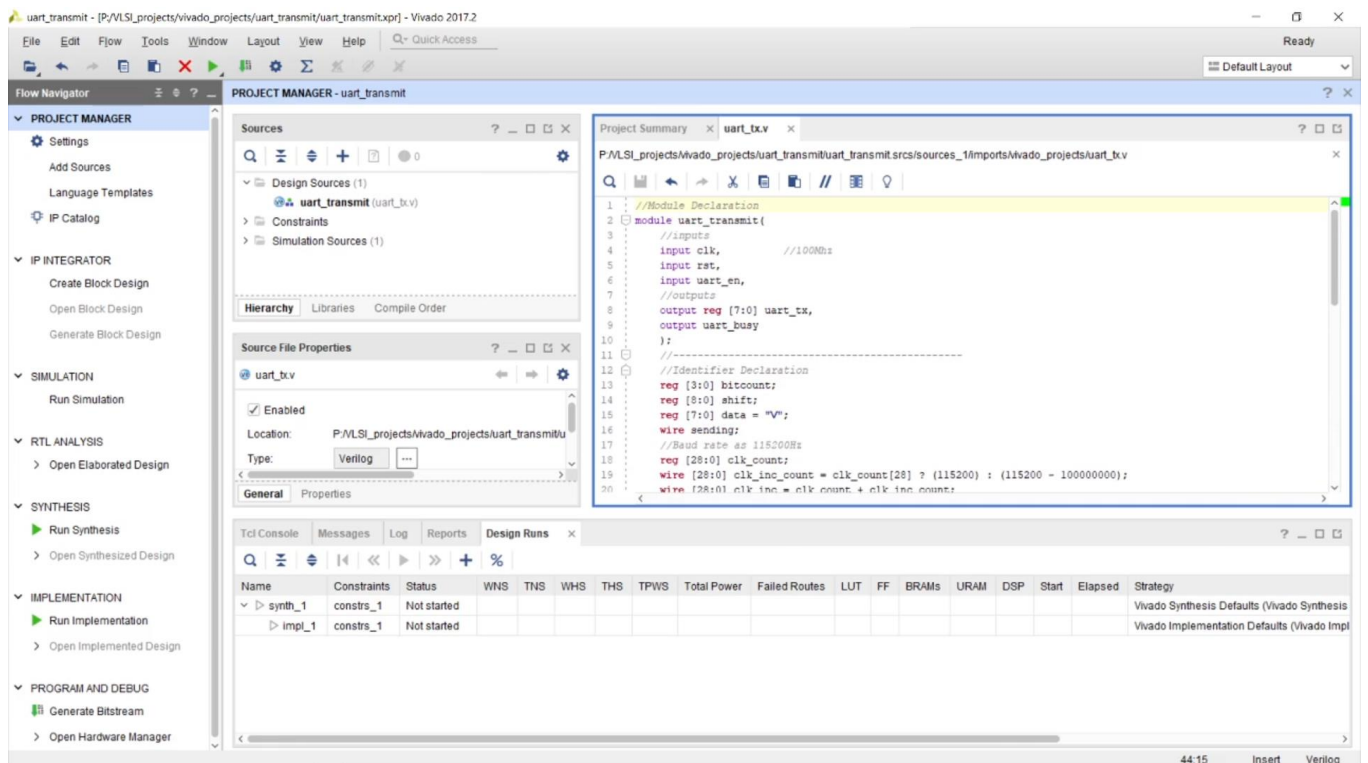 uart_transmit - [P:/VLSI_projects/vivado_projects/uart_transmit/uart_transmit.xpr] - Vivado 2017.2
File Edit Flow Tools Window Layout View Help Quick Access Ready
Default Layout
Flow Navigator
PROJECT MANAGER
Settings
Add Sources
Language Templates
IP Catalog
IP INTEGRATOR
Create Block Design
Open Block Design
Generate Block Design
SIMULATION
Run Simulation
RTL ANALYSIS
Open Elaborated Design
SYNTHESIS
Run Synthesis
Open Synthesized Design
IMPLEMENTATION
Run Implementation
Open Implemented Design
PROGRAM AND DEBUG
Generate Bitstream
Open Hardware Manager
PROJECT MANAGER - uart_transmit
Sources
0
Design Sources (1)
uart_transmit (uart_tx.v)
Constraints
Simulation Sources (1)
Hierarchy Libraries Compile Order
Source File Properties
uart_tx.v
Enabled
Location: P:/VLSI_projects/vivado_projects/uart_transmit/u
Type: Verilog ...
General Properties
Project Summary uart_tx.v
P:/VLSI_projects/vivado_projects/uart_transmit/uart_transmit.srcs/sources_1/imports/vivado_projects/uart_tx.v
1 //Module Declaration
2 module uart_transmit(
3 //inputs
4 input clk, //100Mhz
5 input rst,
6 input uart_en,
7 //outputs
8 output reg [7:0] uart_tx,
9 output uart_busy
10 );
11 //-----------------------------------------------
12 //Identifier Declaration
13 reg [3:0] bitcount;
14 reg [8:0] shift;
15 reg [7:0] data = "V";
16 wire sending;
17 //Baud rate as 115200Hz
18 reg [28:0] clk_count;
19 wire [28:0] clk_inc_count = clk_count[28] ? (115200) : (115200 - 100000000);
20 wire [28:0] clk_inc = clk_count + clk_inc_count;
Tcl Console Messages Log Reports Design Runs
Name Constraints Status WNS TNS WHS THS TPWS Total Power Failed Routes LUT FF BRAMs URAM DSP Start Elapsed Strategy
synth_1 constrs_1 Not started Vivado Synthesis Defaults (Vivado Synthesis
impl_1 constrs_1 Not started Vivado Implementation Defaults (Vivado Impl
44:15 Insert Verilog